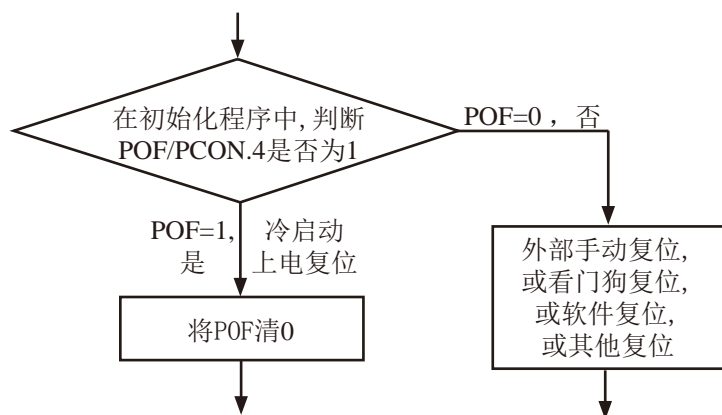 在初始化程序中,判断
POF/PCON.4是否为1
POF=0 ，否
POF=1,
是
冷启动
上电复位
将POF清0
外部手动复位,
或看门狗复位,
或软件复位,
或其他复位